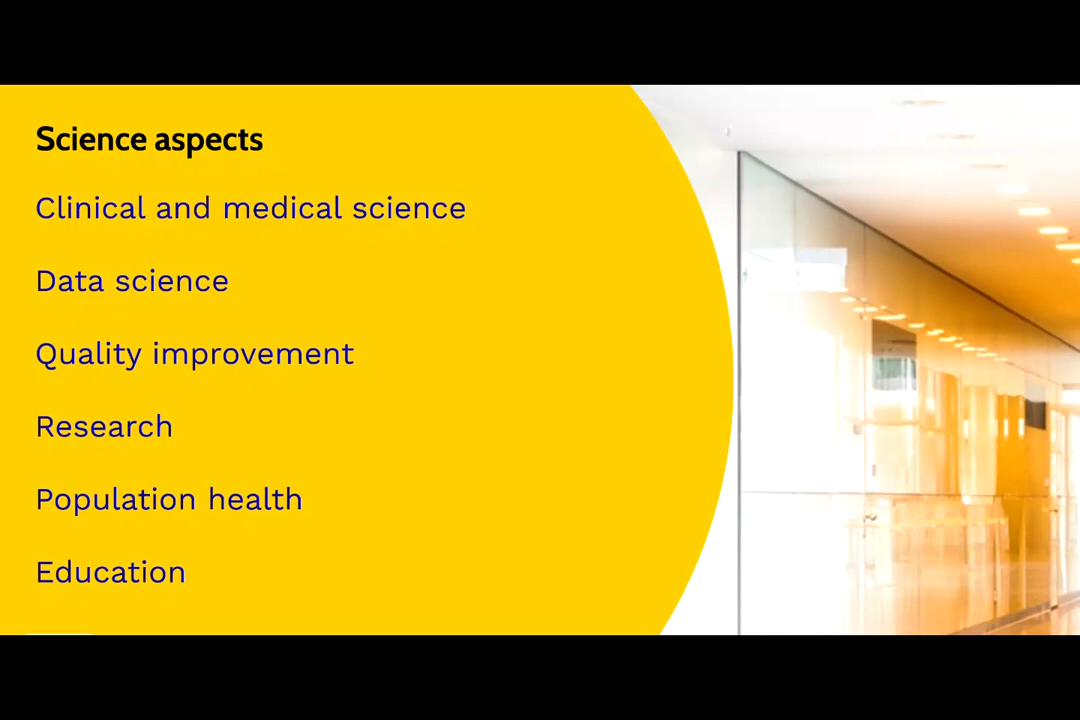 Science aspects
Clinical and medical science
Data science
Quality improvement
Research
Population health
Education